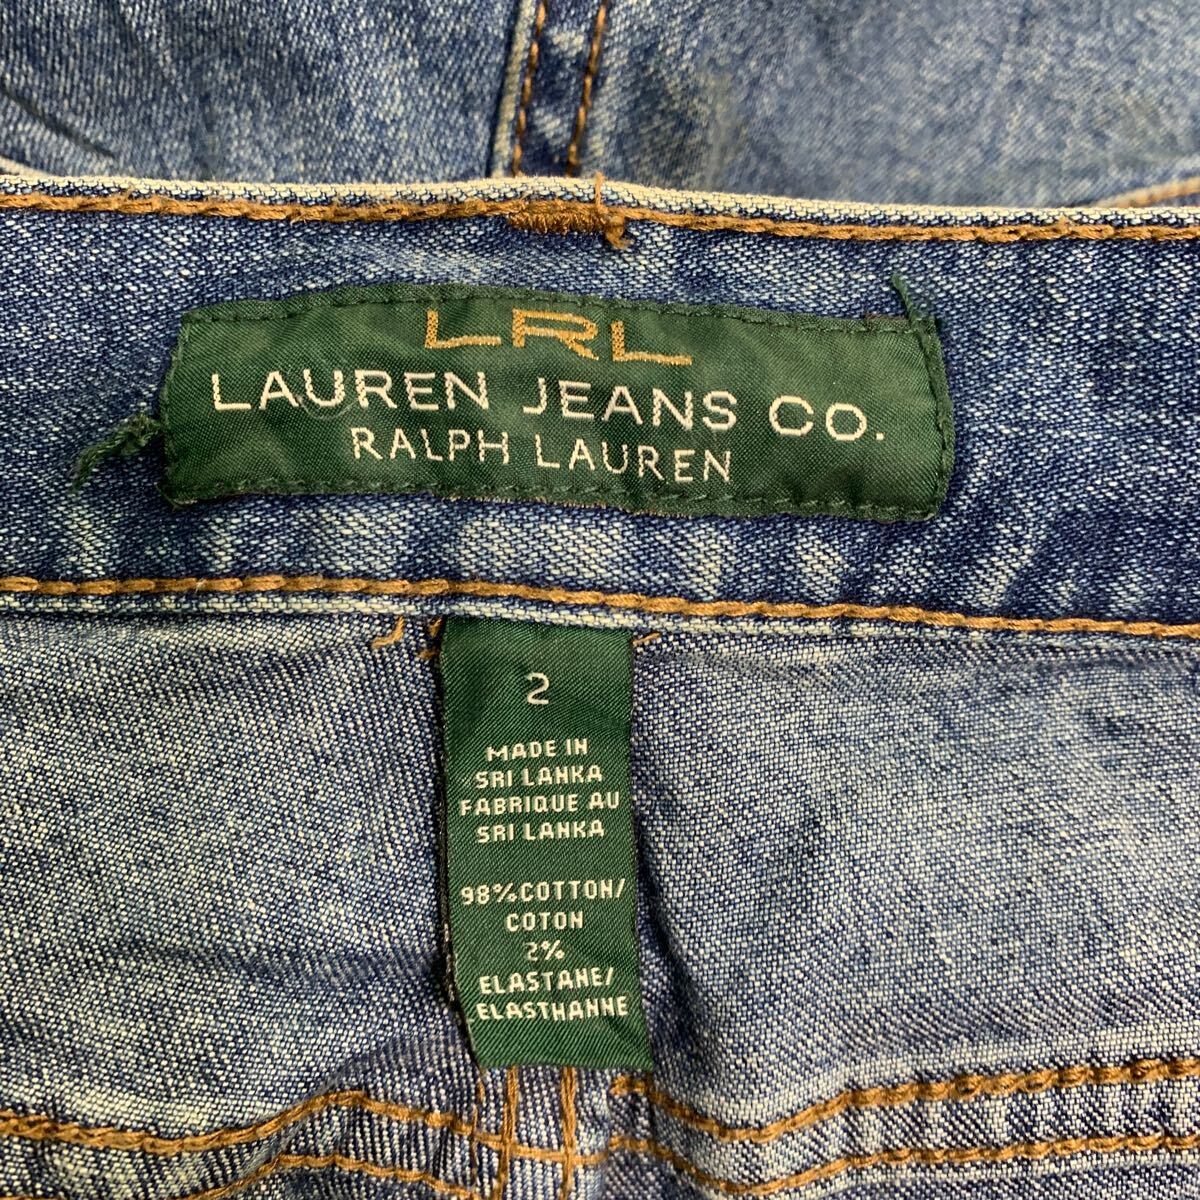 LRL
LAUREN JEANS CO.
RALPH LAUREN
2
MADE IN
SRI LANKA
FABRIQUE AU
SRI LANKA
98% COTTON/
COTON
2%
ELASTANE/
ELASTHANNE